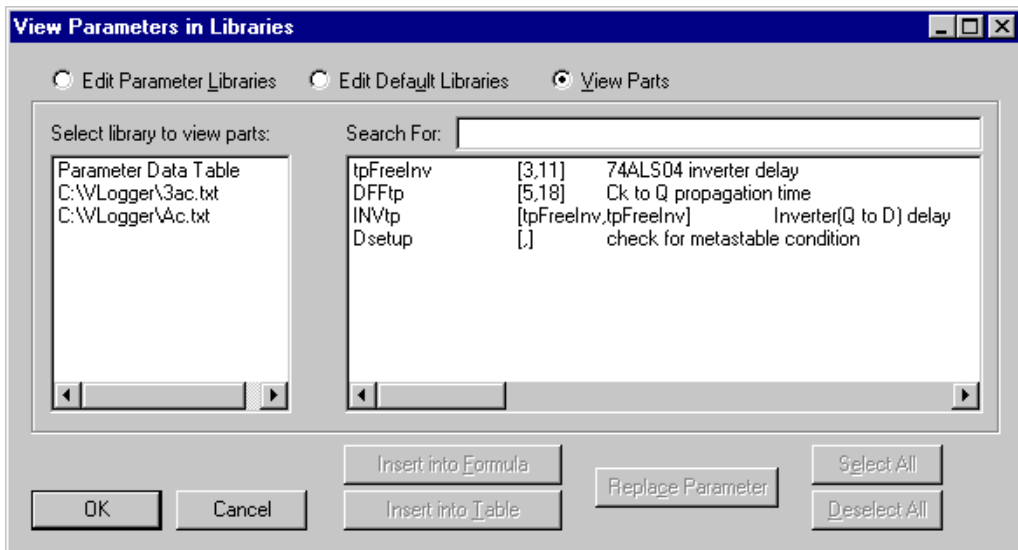 View Parameters in Libraries
Edit Parameter Libraries Edit Default Libraries View Parts
Select library to view parts: Search For:
Parameter Data Table
C:\VLogger\3ac.txt
C:\VLogger\Ac.txt
tpFreeInv [3,11] 74ALS04 inverter delay
DFFtp [5,18] Ck to Q propagation time
INVtp [tpFreeInv,tpFreeInv] Inverter(Q to D) delay
Dsetup [,] check for metastable condition
Insert into Formula
Insert into Table
Replace Parameter
Select All
Deselect All
OK Cancel